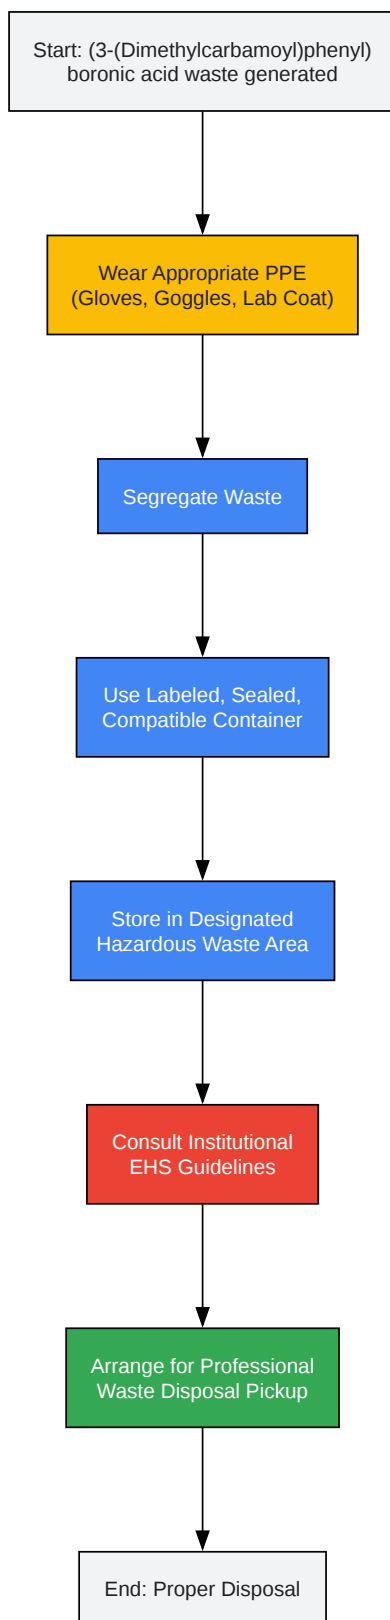 Start: (3-(Dimethylcarbamoyl)phenyl)
boronic acid waste generated
Wear Appropriate PPE
(Gloves, Goggles, Lab Coat)
Segregate Waste
Use Labeled, Sealed,
Compatible Container
Store in Designated
Hazardous Waste Area
Consult Institutional
EHS Guidelines
Arrange for Professional
Waste Disposal Pickup
End: Proper Disposal